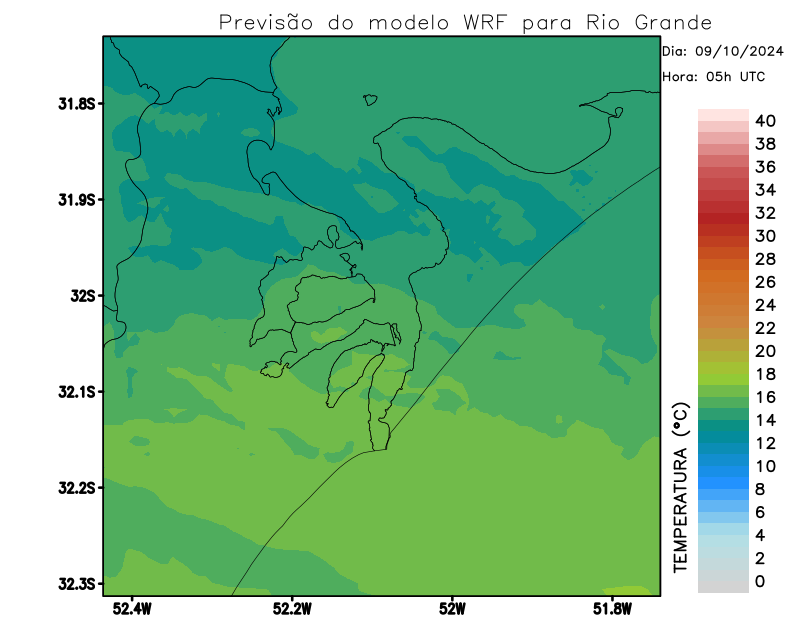 Previsão do modelo WRF para Rio Grande
Dia: 09/10/2024
Hora: 05h UTC
31.8S
31.9S
32S
32.1S
32.2S
32.3S
52.4W
52.2W
52W
51.8W
TEMPERATURA (°C)
40
38
36
34
32
30
28
26
24
22
20
18
16
14
12
10
8
6
4
2
0